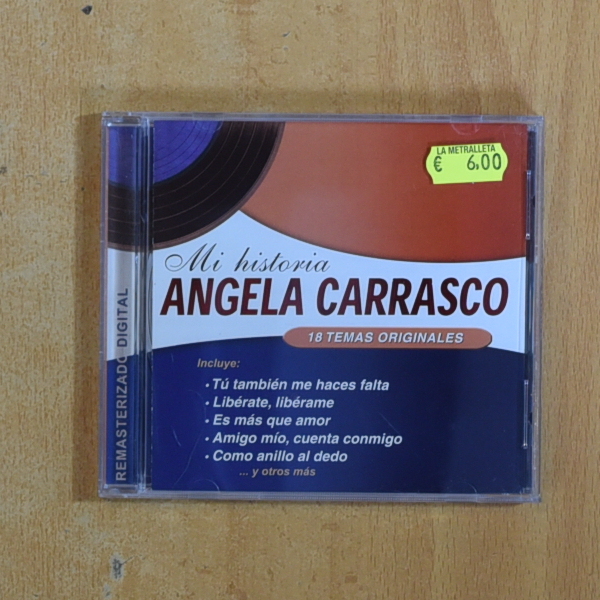 LA METRALLETA
€ 6,00
Mi historia
ANGELA CARRASCO
18 TEMAS ORIGINALES
Incluye:
• Tú también me haces falta
• Libérate, libérame
• Es más que amor
• Amigo mío, cuenta conmigo
• Como anillo al dedo
... y otros más
REMASTERIZADO DIGITAL